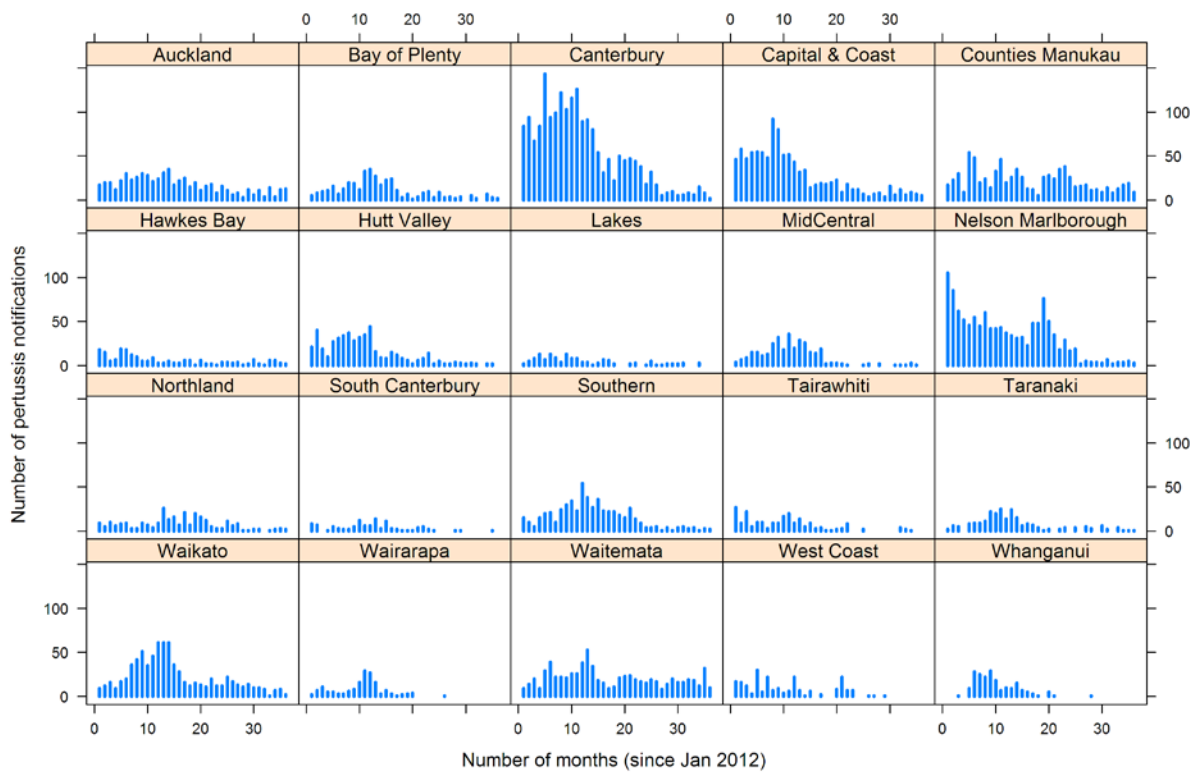 0 10 20 30 0 10 20 30
Auckland Bay of Plenty Canterbury Capital & Coast Counties Manukau
100
50
0
Hawkes Bay Hutt Valley Lakes MidCentral Nelson Marlborough
100
50
0
Northland South Canterbury Southern Tairawhiti Taranaki
100
50
0
Waikato Wairarapa Waitemata West Coast Whanganui
100
50
0
0 10 20 30 0 10 20 30 0 10 20 30
Number of months (since Jan 2012)
Number of pertussis notifications